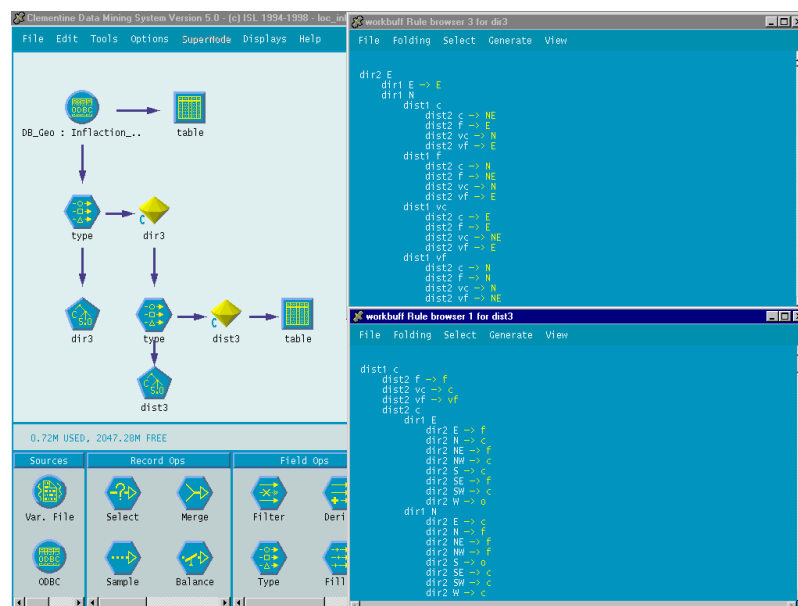 Clementine Data Mining System Version 5.0 - (c) ISL 1994-1998 - loc_in
File Edit Tools Options SuperNode Displays Help
DB_Geo : Inflaction_..
table
type
dir3
dir3
type
dist3
table
dist3
0.72M USED, 2047.28M FREE
Sources
Record Ops
Field Ops
Var. File
Select
Merge
Filter
Deri
ODBC
Sample
Balance
Type
Fill
workbuff Rule browser 3 for dir3
File Folding Select Generate View
dir2 E
dir1 E -> E
dir1 N
dist1 c
dist2 c -> NE
dist2 f -> E
dist2 vc -> N
dist2 vf -> E
dist1 f
dist2 c -> N
dist2 f -> NE
dist2 vc -> N
dist2 vf -> E
dist1 vc
dist2 c -> E
dist2 f -> E
dist2 vc -> NE
dist2 vf -> E
dist1 vf
dist2 c -> N
dist2 f -> N
dist2 vc -> N
dist2 vf -> NE
workbuff Rule browser 1 for dist3
File Folding Select Generate View
dist1 c
dist2 f -> f
dist2 vc -> c
dist2 vf -> vf
dist2 c
dir1 E
dir2 E -> f
dir2 N -> c
dir2 NE -> f
dir2 NW -> c
dir2 S -> c
dir2 SE -> f
dir2 SW -> c
dir2 W -> o
dir1 N
dir2 E -> c
dir2 N -> f
dir2 NE -> f
dir2 NW -> f
dir2 S -> o
dir2 SE -> c
dir2 SW -> c
dir2 W -> c